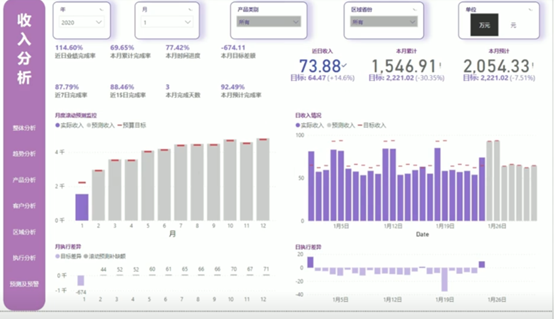 收入分析
年
2020
月
1
产品类别
所有
区域省份
所有
单位
万元
元
114.60%
近日业绩完成率
69.65%
本月累计完成率
77.42%
本月时间进度
-674.11
本月目标差额
87.79%
近7日完成率
88.46%
近15日完成率
3
本月完成天数
92.49%
本月预计完成率
近日收入
73.88
目标: 64.47 (+14.6%)
本月累计
1,546.91!
目标: 2,221.02 (-30.35%)
本月预计
2,054.33!
目标: 2,221.02 (-7.51%)
整体分析
趋势分析
产品分析
客户分析
区域分析
执行分析
预测及预警
月度滚动预测监控
实际收入 预测收入 预算目标
4 千
2 千
0 千
1 2 3 4 5 6 7 8 9 10 11 12
月
日收入情况
实际收入 预测收入 目标收入
100
50
0
1月5日 1月12日 1月19日 1月26日
Date
月执行差异
目标差异 滚动预测补缺额
0 千
-1 千
-674 44 52 52 60 61 65 66 66 70 67 71
1 2 3 4 5 6 7 8 9 10 11 12
日执行差异
20
0
-20
-40
1月5日 1月12日 1月19日 1月26日